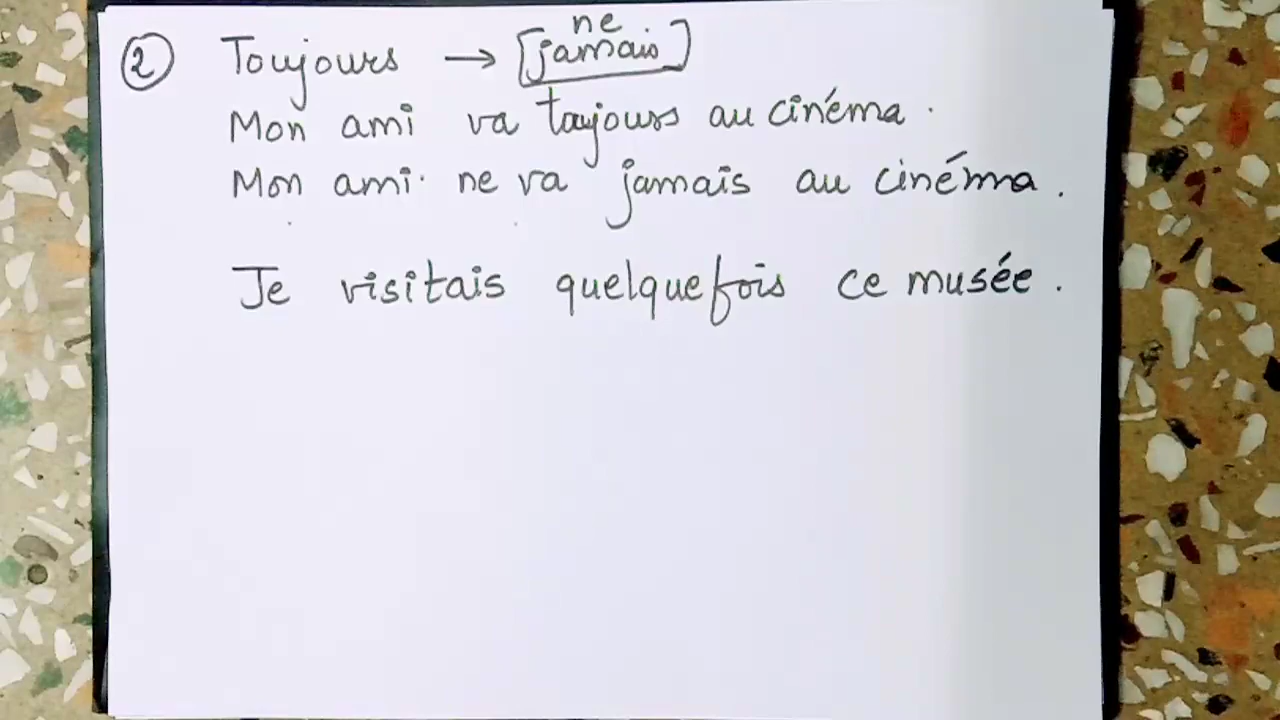 ② Toujours → [ne jamais]
Mon ami va toujours au cinéma.
Mon ami ne va jamais au cinéma.
Je visitais quelquefois ce musée.